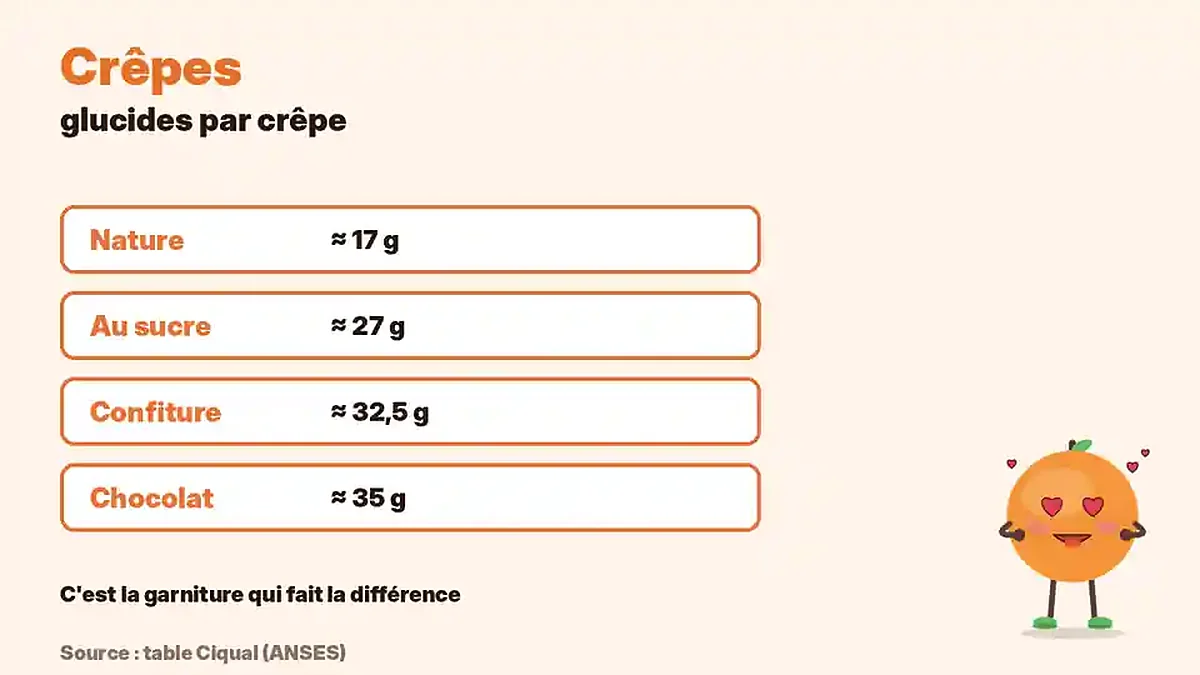 Crêpes
glucides par crêpe
Nature ≈ 17 g
Au sucre ≈ 27 g
Confiture ≈ 32,5 g
Chocolat ≈ 35 g
C'est la garniture qui fait la différence
Source : table Ciqual (ANSES)